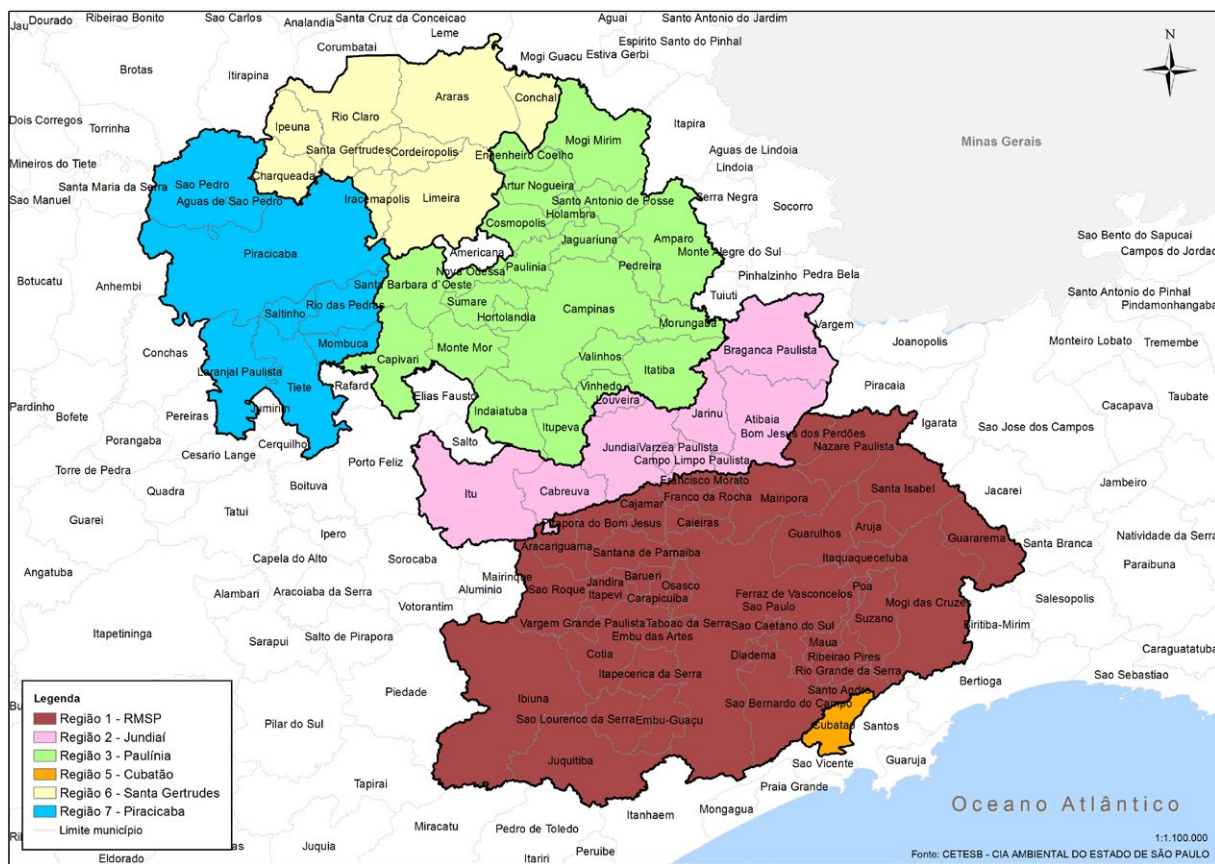 Jau
Dourado
Ribeirao Bonito
Sao Carlos
Analandia
Santa Cruz da Conceicao
Leme
Aguai
Santo Antonio do Jardim
Corumbatai
Mogi Guacu
Espirito Santo do Pinhal
Estiva Gerbi
N
Brotas
Itirapina
Araras
Conchal
Dois Corregos
Torrinha
Ipeuna
Rio Claro
Mogi Mirim
Itapira
Minas Gerais
Mineiros do Tiete
Santa Gertrudes
Cordeiropolis
Engenheiro Coelho
Aguas de Lindoia
Lindoia
Santa Maria da Serra
Sao Pedro
Charqueada
Artur Nogueira
Sao Manuel
Aguas de Sao Pedro
Iracemapolis
Limeira
Santo Antonio de Posse
Serra Negra
Holambra
Socorro
Cosmopolis
Sao Bento do Sapucai
Piracicaba
Americana
Jaguariuna
Amparo
Monte Alegre do Sul
Campos do Jordao
Nova Odessa
Paulinia
Pedreira
Pinhalzinho
Pedra Bela
Botucatu
Anhembi
Santa Barbara d`Oeste
Tuiuti
Santo Antonio do Pinhal
Rio das Pedras
Sumare
Pindamonhangaba
Saltinho
Hortolandia
Campinas
Morungaba
Vargem
Mombuca
Monte Mor
Joanopolis
Monteiro Lobato
Tremembe
Conchas
Valinhos
Braganca Paulista
Laranjal Paulista
Capivari
Itatiba
Tiete
Rafard
Elias Fausto
Vinhedo
Piracaia
Taubate
Pardinho
Bofete
Pereiras
Jumirim
Louveira
Cacapava
Indaiatuba
Jarinu
Atibaia
Itupeva
Igarata
Porangaba
Cerquilho
Salto
Jundiai
Varzea Paulista
Bom Jesus dos Perdões
Sao Jose dos Campos
Cesario Lange
Nazare Paulista
Torre de Pedra
Porto Feliz
Campo Limpo Paulista
Quadra
Boituva
Itu
Cabreuva
Francisco Morato
Santa Isabel
Jacarei
Jambeiro
Franco da Rocha
Mairipora
Cajamar
Guarei
Tatui
Pirapora do Bom Jesus
Caieiras
Aruja
Ipero
Guarulhos
Guararema
Natividade da Serra
Santa Branca
Aracariguama
Santana de Parnaiba
Capela do Alto
Sorocaba
Itaquaquecetuba
Paraibuna
Angatuba
Mairinque
Barueri
Aluminio
Sao Roque
Jandira
Osasco
Poa
Alambari
Aracoiaba da Serra
Itapevi
Carapicuiba
Ferraz de Vasconcelos
Mogi das Cruzes
Salesopolis
Votorantim
Sao Paulo
Suzano
Itapetininga
Sarapui
Salto de Pirapora
Vargem Grande Paulista
Taboao da Serra
Sao Caetano do Sul
Biritiba-Mirim
Embu das Artes
Maua
Caraguatatuba
Cotia
Diadema
Ribeirao Pires
Itapecerica da Serra
Rio Grande da Serra
Sao Sebastiao
Bertioga
Piedade
Ibiuna
Santo Andre
Sao Bernardo do Campo
Pilar do Sul
Sao Lourenco da Serra
Embu-Guaçu
Cubatao
Santos
Juquitiba
Sao Vicente
Guaruja
Tapirai
Praia Grande
Oceano Atlântico
Itanhaem
Mongagua
Miracatu
Pedro de Toledo
Juquia
Peruibe
Eldorado
Itariri
Legenda
Região 1 - RMSP
Região 2 - Jundiaí
Região 3 - Paulínia
Região 5 - Cubatão
Região 6 - Santa Gertrudes
Região 7 - Piracicaba
Limite município
1:1.100.000
Fonte: CETESB - CIA AMBIENTAL DO ESTADO DE SÃO PAULO